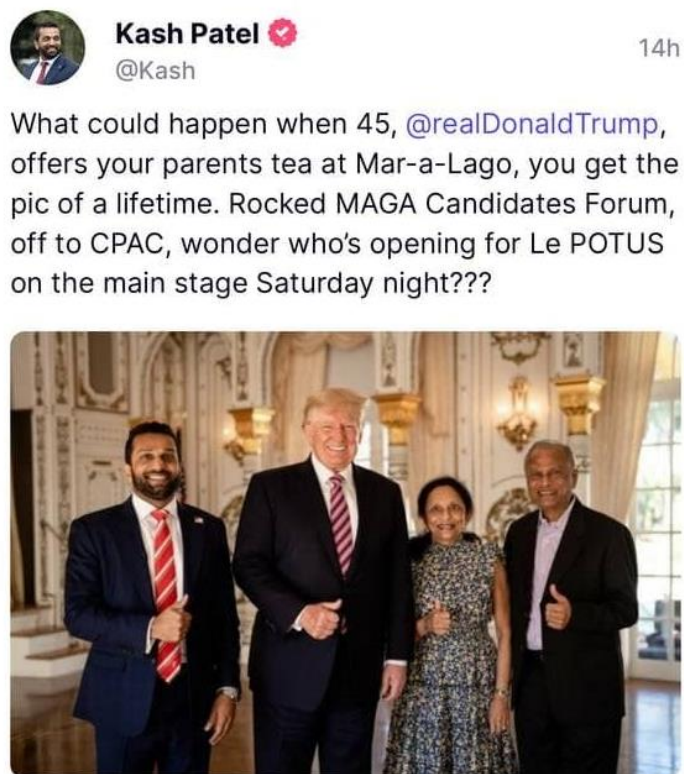 Kash Patel
14h
@Kash
What could happen when 45, @realDonaldTrump,
offers your parents tea at Mar-a-Lago, you get the
pic of a lifetime. Rocked MAGA Candidates Forum,
off to CPAC, wonder who's opening for Le POTUS
on the main stage Saturday night???